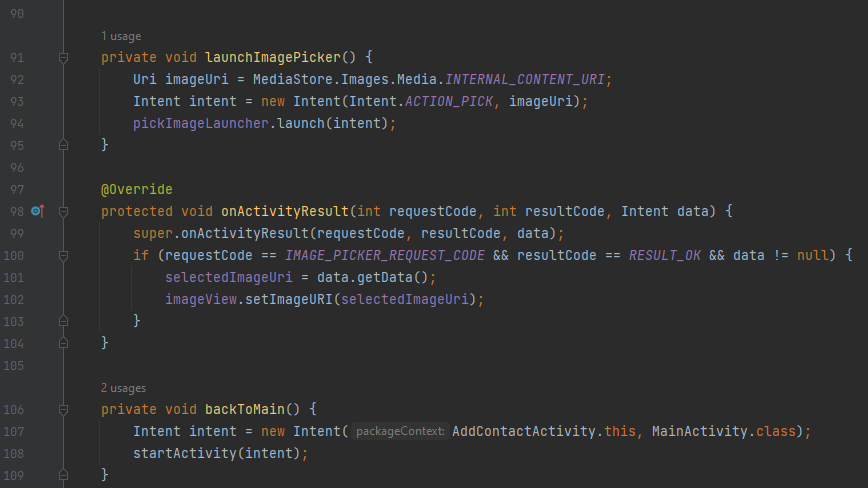 90
1 usage
91 private void launchImagePicker() {
92 Uri imageUri = MediaStore.Images.Media.INTERNAL_CONTENT_URI;
93 Intent intent = new Intent(Intent.ACTION_PICK, imageUri);
94 pickImageLauncher.launch(intent);
95 }
96
97 @Override
98 protected void onActivityResult(int requestCode, int resultCode, Intent data) {
99 super.onActivityResult(requestCode, resultCode, data);
100 if (requestCode == IMAGE_PICKER_REQUEST_CODE && resultCode == RESULT_OK && data != null) {
101 selectedImageUri = data.getData();
102 imageView.setImageURI(selectedImageUri);
103 }
104 }
105
2 usages
106 private void backToMain() {
107 Intent intent = new Intent( packageContext: AddContactActivity.this, MainActivity.class);
108 startActivity(intent);
109 }